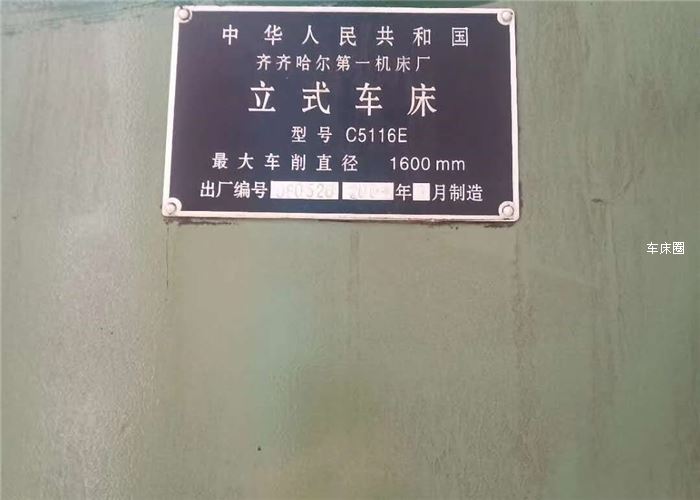 中华人民共和国
齐齐哈尔第一机床厂
立式车床
型号 C5116E
最大车削直径 1600mm
出厂编号 年 月制造
车床圈